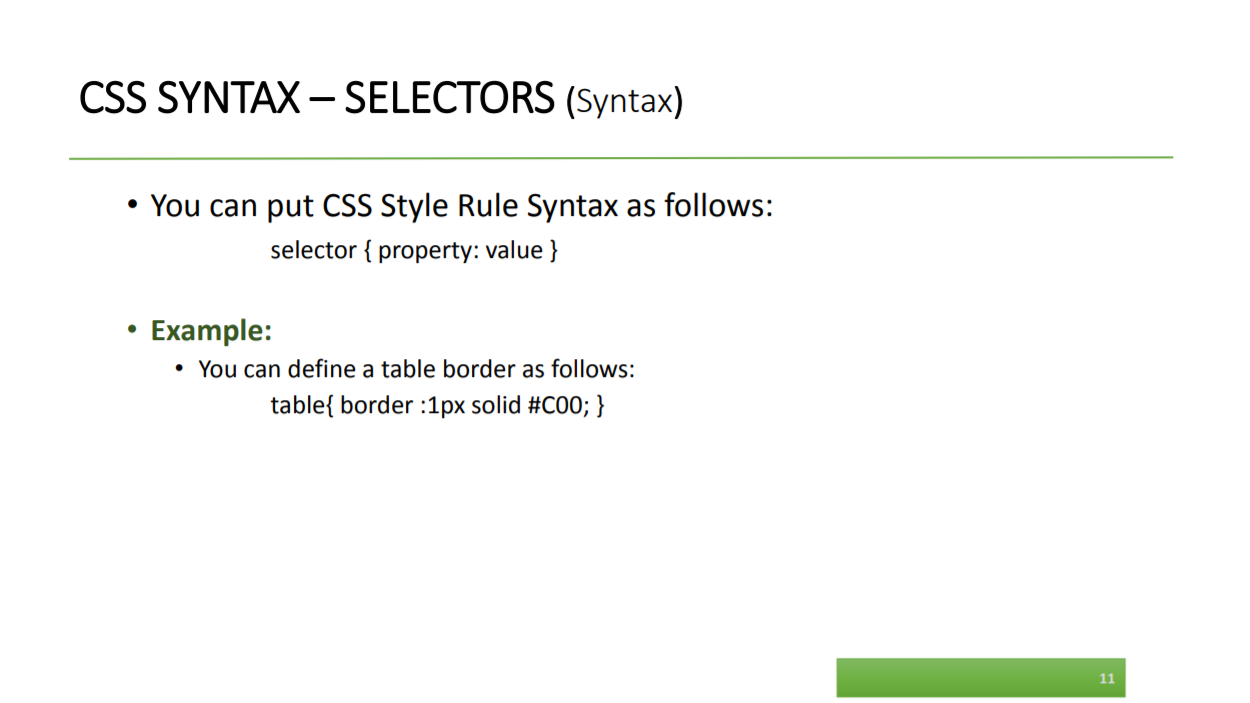 CSS SYNTAX – SELECTORS (Syntax)
• You can put CSS Style Rule Syntax as follows:
selector { property: value }
• Example:
• You can define a table border as follows:
table{ border :1px solid #C00; }
11